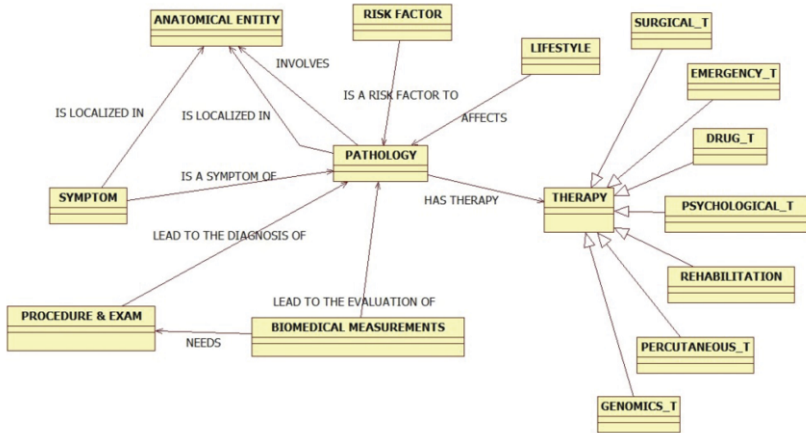 ANATOMICAL ENTITY
RISK FACTOR
SURGICAL_T
LIFESTYLE
INVOLVES
EMERGENCY_T
IS A RISK FACTOR TO
IS LOCALIZED IN
IS LOCALIZED IN
AFFECTS
DRUG_T
PATHOLOGY
IS A SYMPTOM OF
SYMPTOM
HAS THERAPY
THERAPY
PSYCHOLOGICAL_T
LEAD TO THE DIAGNOSIS OF
REHABILITATION
LEAD TO THE EVALUATION OF
PROCEDURE & EXAM
BIOMEDICAL MEASUREMENTS
NEEDS
PERCUTANEOUS_T
GENOMICS_T